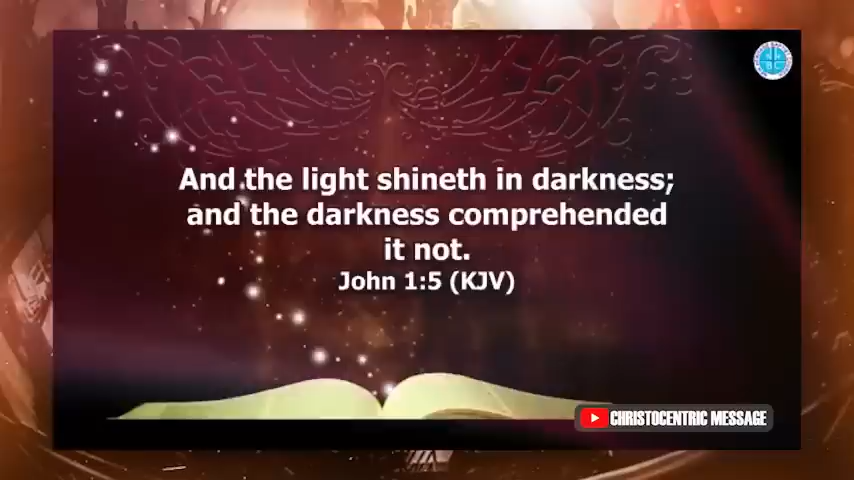 And the light shineth in darkness;
and the darkness comprehended
it not.
John 1:5 (KJV)
CHRISTOCENTRIC MESSAGE